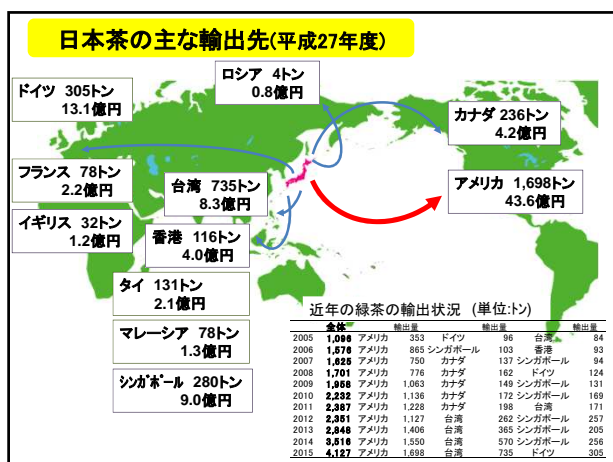 日本茶の主な輸出先(平成27年度)
ロシア 4トン
0.8億円
ドイツ 305トン
13.1億円
カナダ 236トン
4.2億円
フランス 78トン
2.2億円
台湾 735トン
8.3億円
アメリカ 1,698トン
43.6億円
イギリス 32トン
1.2億円
香港 116トン
4.0億円
タイ 131トン
2.1億円
マレーシア 78トン
1.3億円
シンガポール 280トン
9.0億円
近年の緑茶の輸出状況 (単位:トン)
全体 輸出量 輸出量 輸出量
2005 1,096 アメリカ 353 ドイツ 96 台湾 84
2006 1,576 アメリカ 865 シンガポール 103 香港 93
2007 1,625 アメリカ 750 カナダ 137 シンガポール 94
2008 1,701 アメリカ 776 カナダ 162 ドイツ 124
2009 1,958 アメリカ 1,063 カナダ 149 シンガポール 131
2010 2,232 アメリカ 1,136 カナダ 172 シンガポール 169
2011 2,387 アメリカ 1,228 カナダ 198 台湾 171
2012 2,351 アメリカ 1,127 台湾 262 シンガポール 257
2013 2,848 アメリカ 1,406 台湾 365 シンガポール 205
2014 3,516 アメリカ 1,550 台湾 570 シンガポール 256
2015 4,127 アメリカ 1,698 台湾 735 ドイツ 305